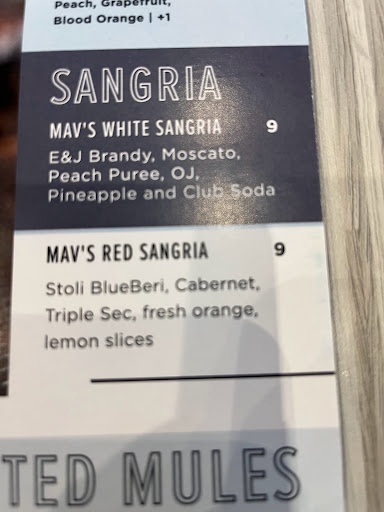 Peach, Grapefruit,
Blood Orange | +1
SANGRIA
MAV'S WHITE SANGRIA 9
E&J Brandy, Moscato,
Peach Puree, OJ,
Pineapple and Club Soda
MAV'S RED SANGRIA 9
Stoli BlueBeri, Cabernet,
Triple Sec, fresh orange,
lemon slices
TED MULES